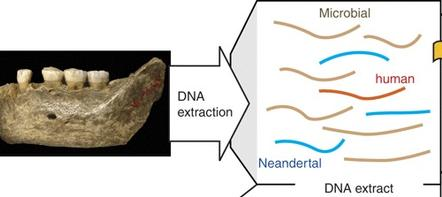 Microbial
human
DNA
extraction
Neandertal
DNA extract